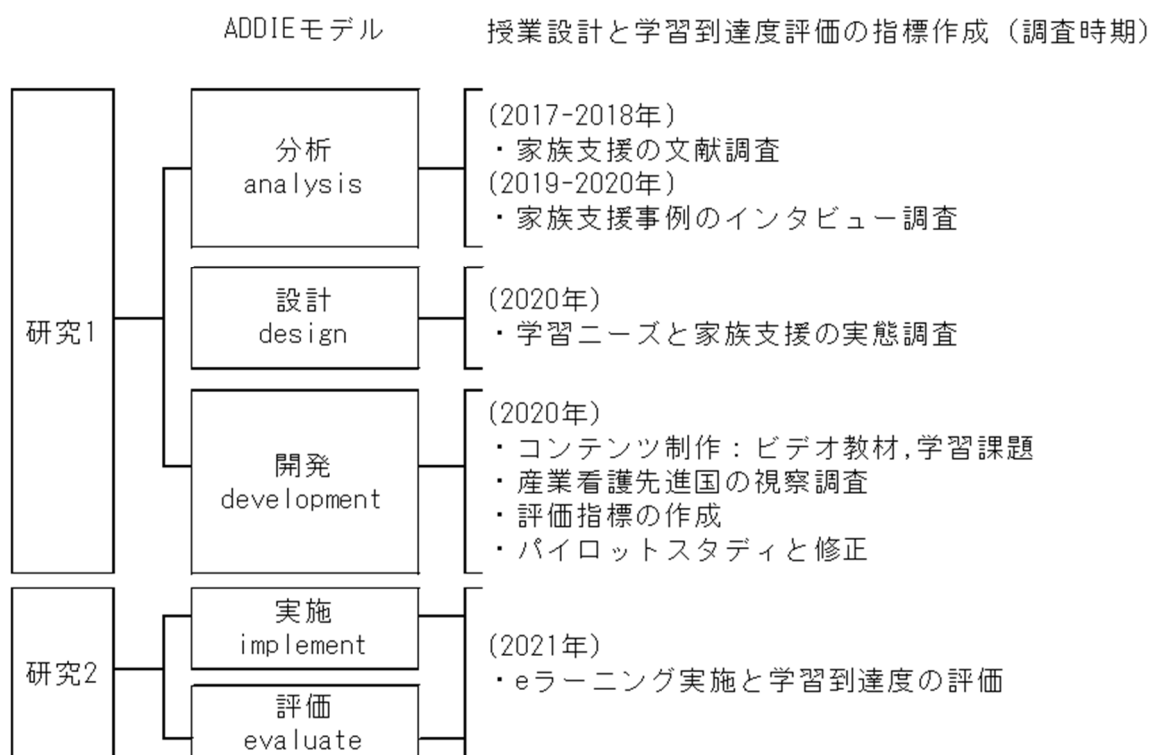 ADDIEモデル
授業設計と学習到達度評価の指標作成（調査時期）
研究1
分析
analysis
(2017-2018年)
・家族支援の文献調査
(2019-2020年)
・家族支援事例のインタビュー調査
設計
design
(2020年)
・学習ニーズと家族支援の実態調査
開発
development
(2020年)
・コンテンツ制作：ビデオ教材,学習課題
・産業看護先進国の視察調査
・評価指標の作成
・パイロットスタディと修正
研究2
実施
implement
評価
evaluate
(2021年)
・eラーニング実施と学習到達度の評価